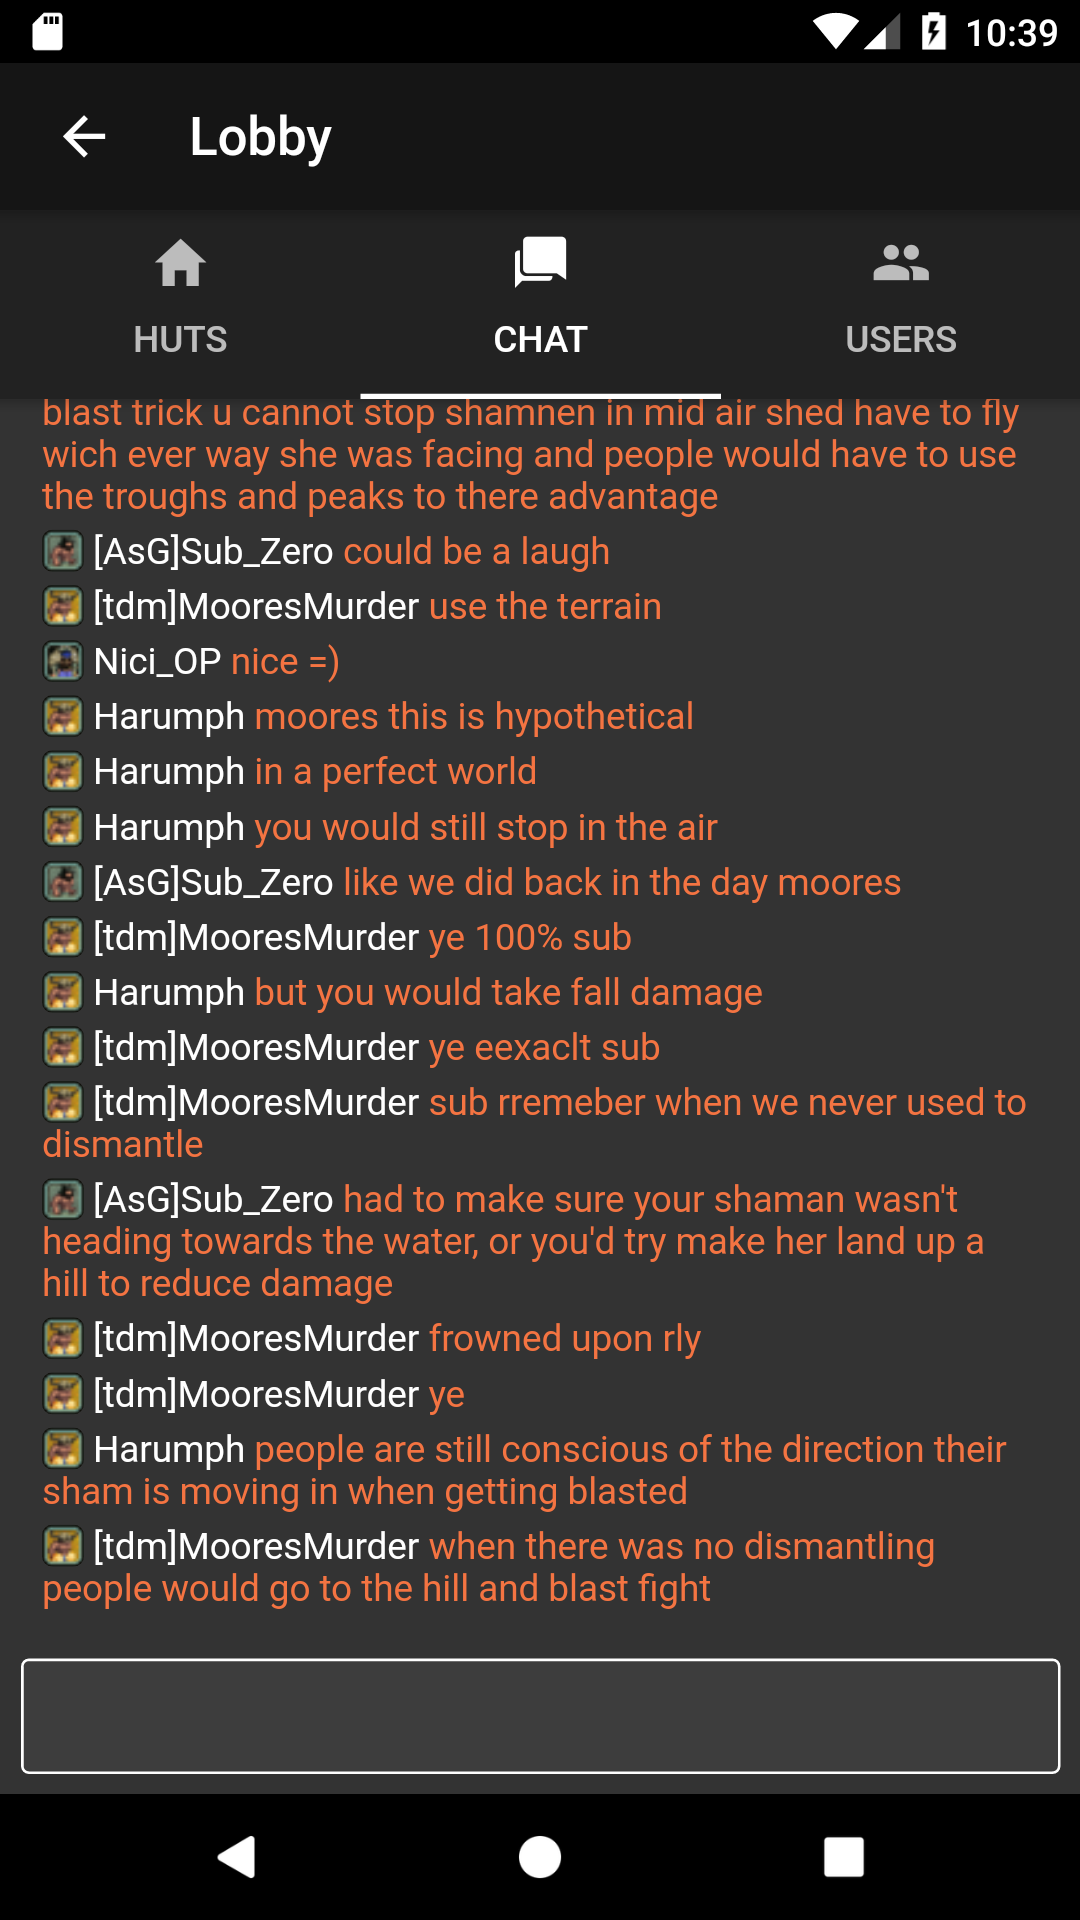 10:39
Lobby
HUTS
CHAT
USERS
blast trick u cannot stop shamnen in mid air shed have to fly
wich ever way she was facing and people would have to use
the troughs and peaks to there advantage
[AsG]Sub_Zero could be a laugh
[tdm]MooresMurder use the terrain
Nici_OP nice =)
Harumph moores this is hypothetical
Harumph in a perfect world
Harumph you would still stop in the air
[AsG]Sub_Zero like we did back in the day moores
[tdm]MooresMurder ye 100% sub
Harumph but you would take fall damage
[tdm]MooresMurder ye eexaclt sub
[tdm]MooresMurder sub rremeber when we never used to
dismantle
[AsG]Sub_Zero had to make sure your shaman wasn't
heading towards the water, or you'd try make her land up a
hill to reduce damage
[tdm]MooresMurder frowned upon rly
[tdm]MooresMurder ye
Harumph people are still conscious of the direction their
sham is moving in when getting blasted
[tdm]MooresMurder when there was no dismantling
people would go to the hill and blast fight